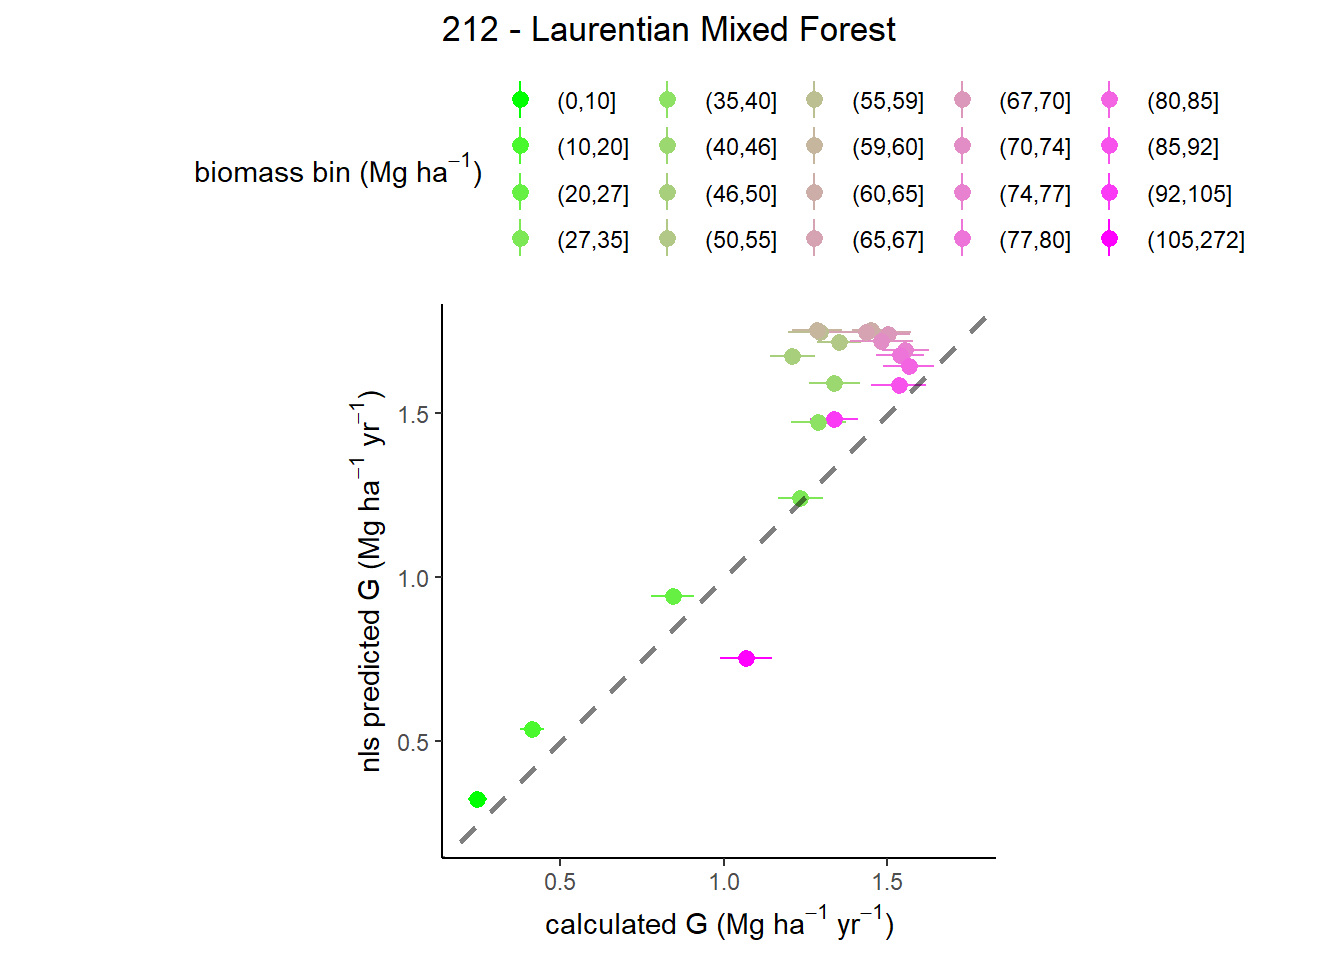 212 - Laurentian Mixed Forest
biomass bin (Mg ha⁻¹)
(0,10] (35,40] (55,59] (67,70] (80,85]
(10,20] (40,46] (59,60] (70,74] (85,92]
(20,27] (46,50] (60,65] (74,77] (92,105]
(27,35] (50,55] (65,67] (77,80] (105,272]
nls predicted G (Mg ha⁻¹ yr⁻¹)
1.5
1.0
0.5
0.5 1.0 1.5
calculated G (Mg ha⁻¹ yr⁻¹)